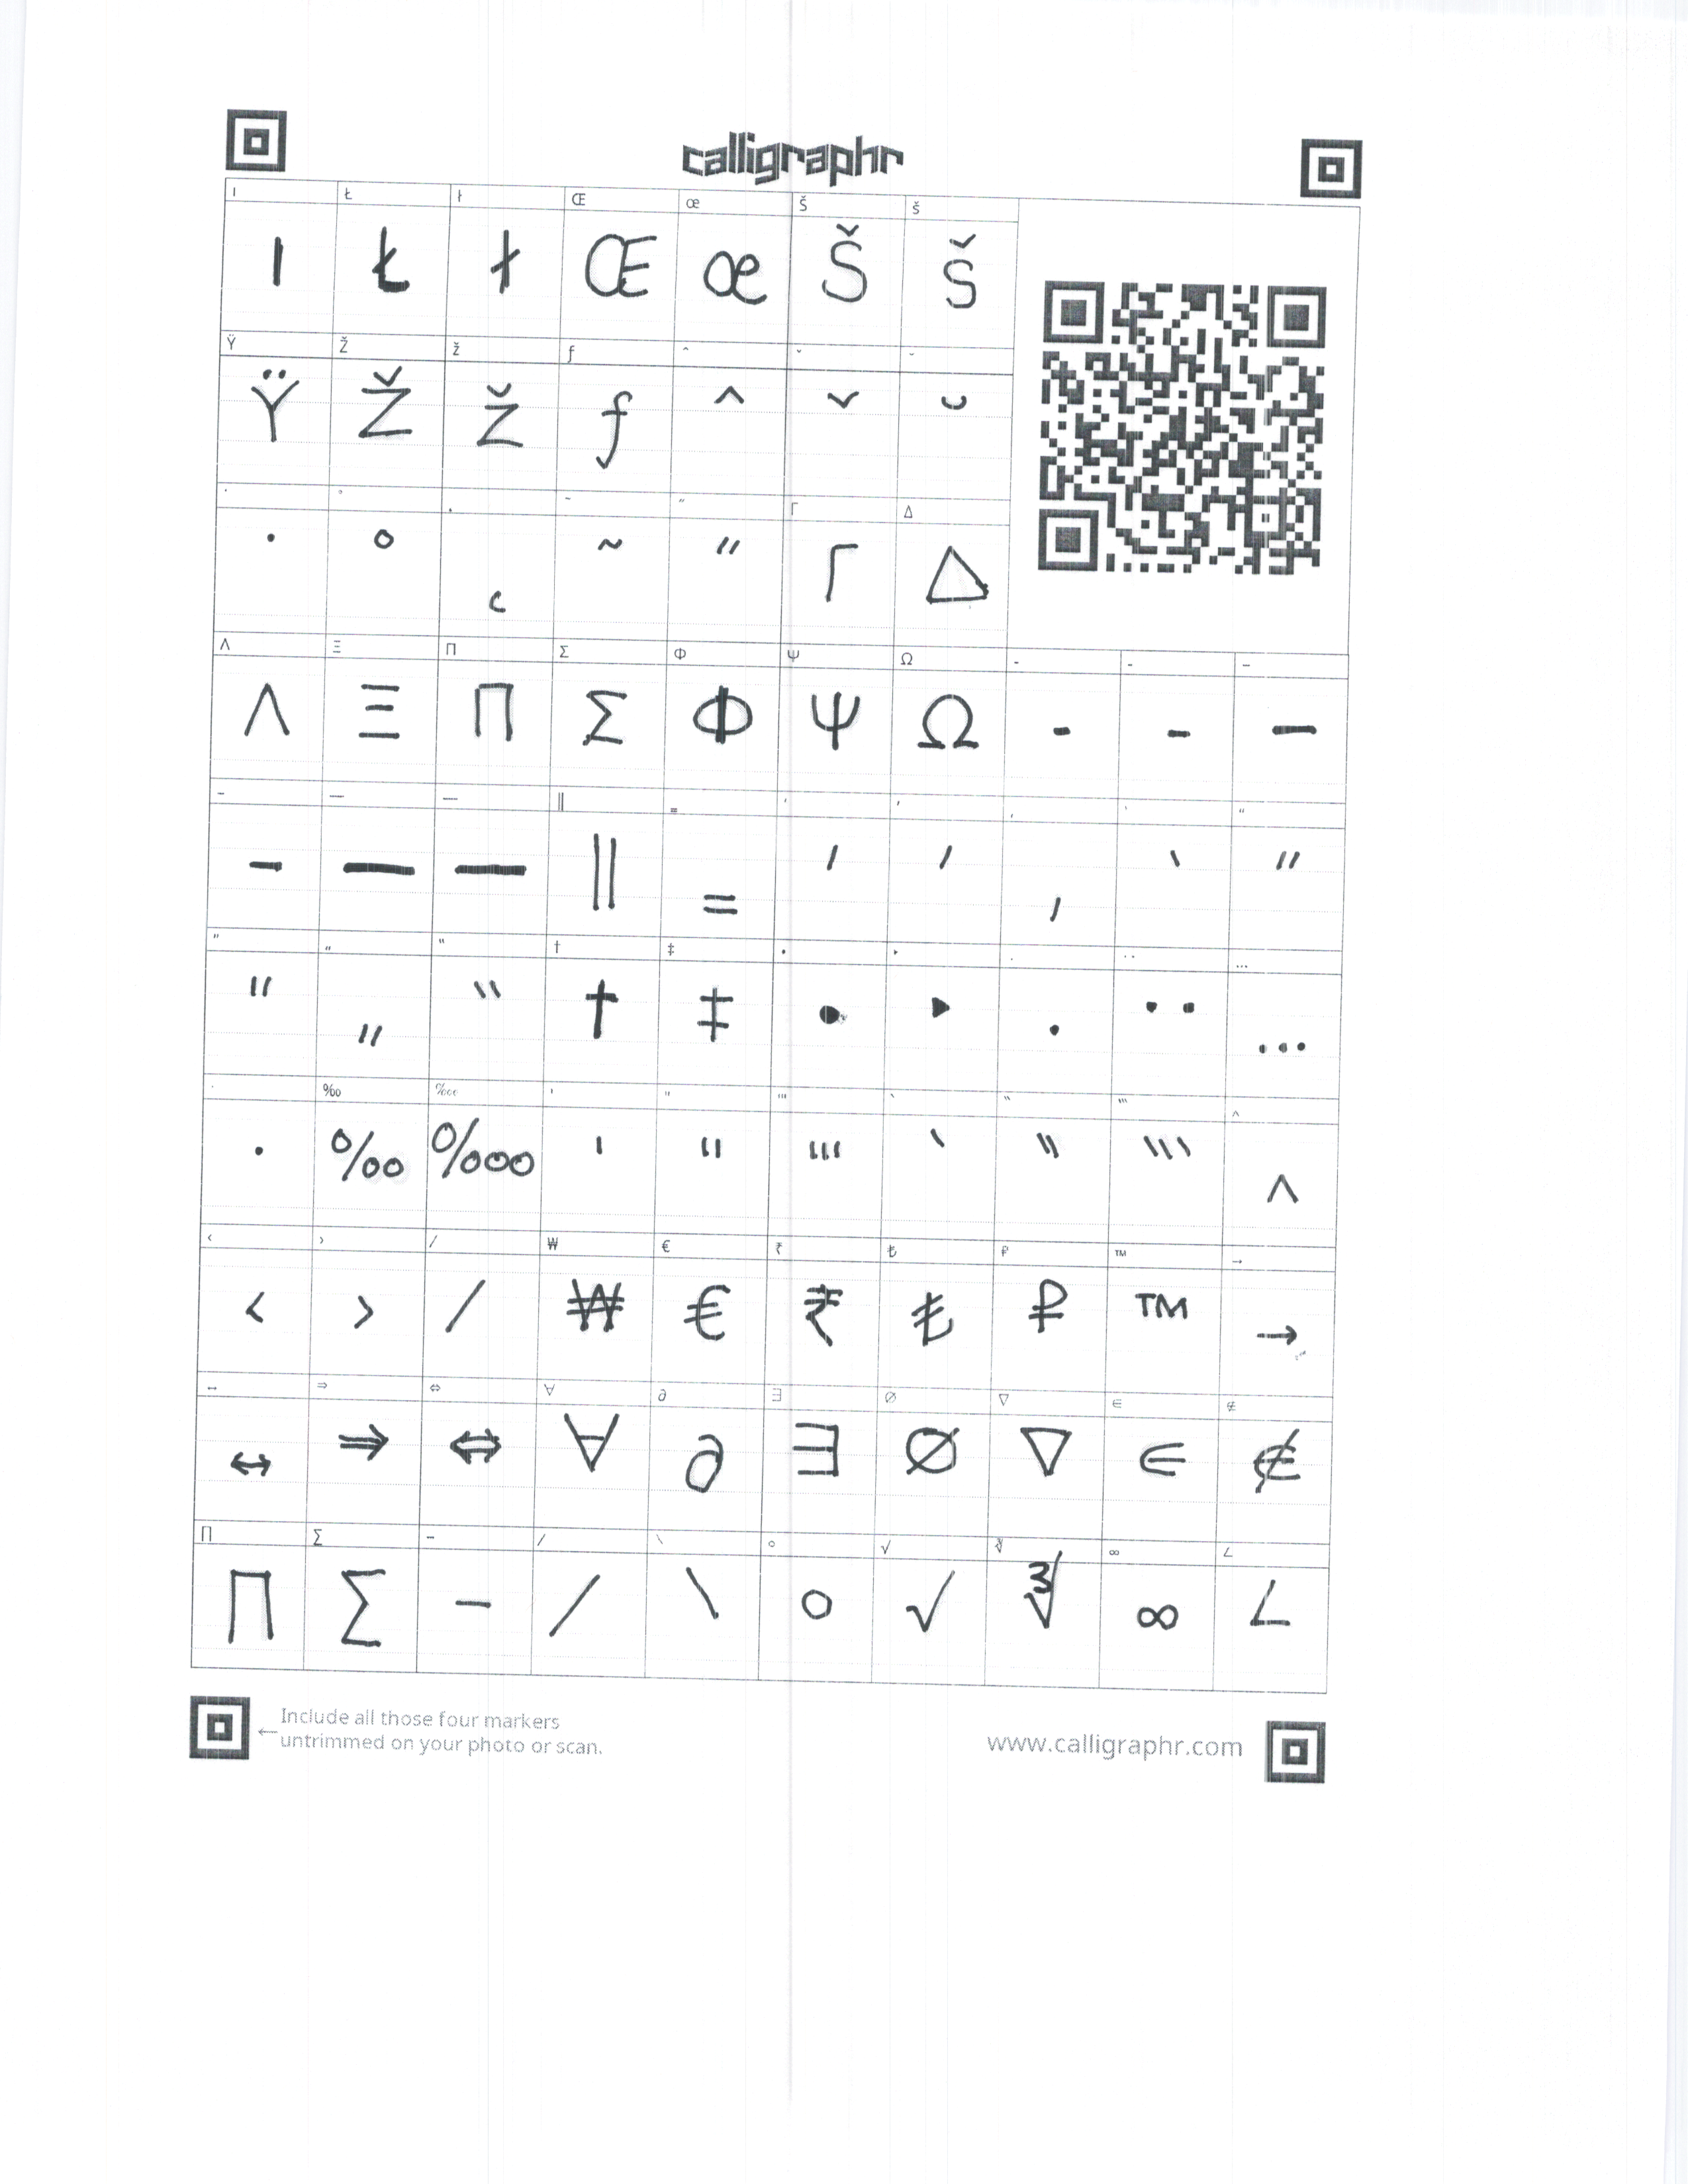 calligraphr
ı Ł ł Œ œ Š š
ı Ł ł Œ œ Š š
Ÿ Ž ž ƒ ˆ ˇ ˘
Ÿ Ž ž ƒ ˆ ˇ ˘
˙ ˚ ˛ ˜ ˝ Γ Δ
˙ ˚ ˛ ˜ ˝ Γ Δ
Λ Ξ Π Σ Φ Ψ Ω ‐ ‑ ‒
Λ Ξ Π Σ Φ Ψ Ω ‐ ‑ ‒
– — ― ‖ ‗ ‘ ’ ‚ ‛ “
– — ― ‖ ‗ ‘ ’ ‚ ‛ “
” „ ‟ † ‡ • ‣ ․ ‥ …
” „ ‟ † ‡ • ‣ ․ ‥ …
‧ ‰ ‱ ′ ″ ‴ ‵ ‶ ‷ ‸
‧ ‰ ‱ ′ ″ ‴ ‵ ‶ ‷ ‸
‹ › ⁄ ₩ € ₹ ₺ ₽ ™ →
‹ › ⁄ ₩ € ₹ ₺ ₽ ™ →
↔ ⇒ ⇔ ∀ ∂ ∃ ∅ ∇ ∈ ∉
↔ ⇒ ⇔ ∀ ∂ ∃ ∅ ∇ ∈ ∉
∏ ∑ − ∕ ∖ ∘ √ ∛ ∞ ∠
∏ ∑ − ∕ ∖ ∘ √ ∛ ∞ ∠
← Include all those four markers
untrimmed on your photo or scan.
www.calligraphr.com